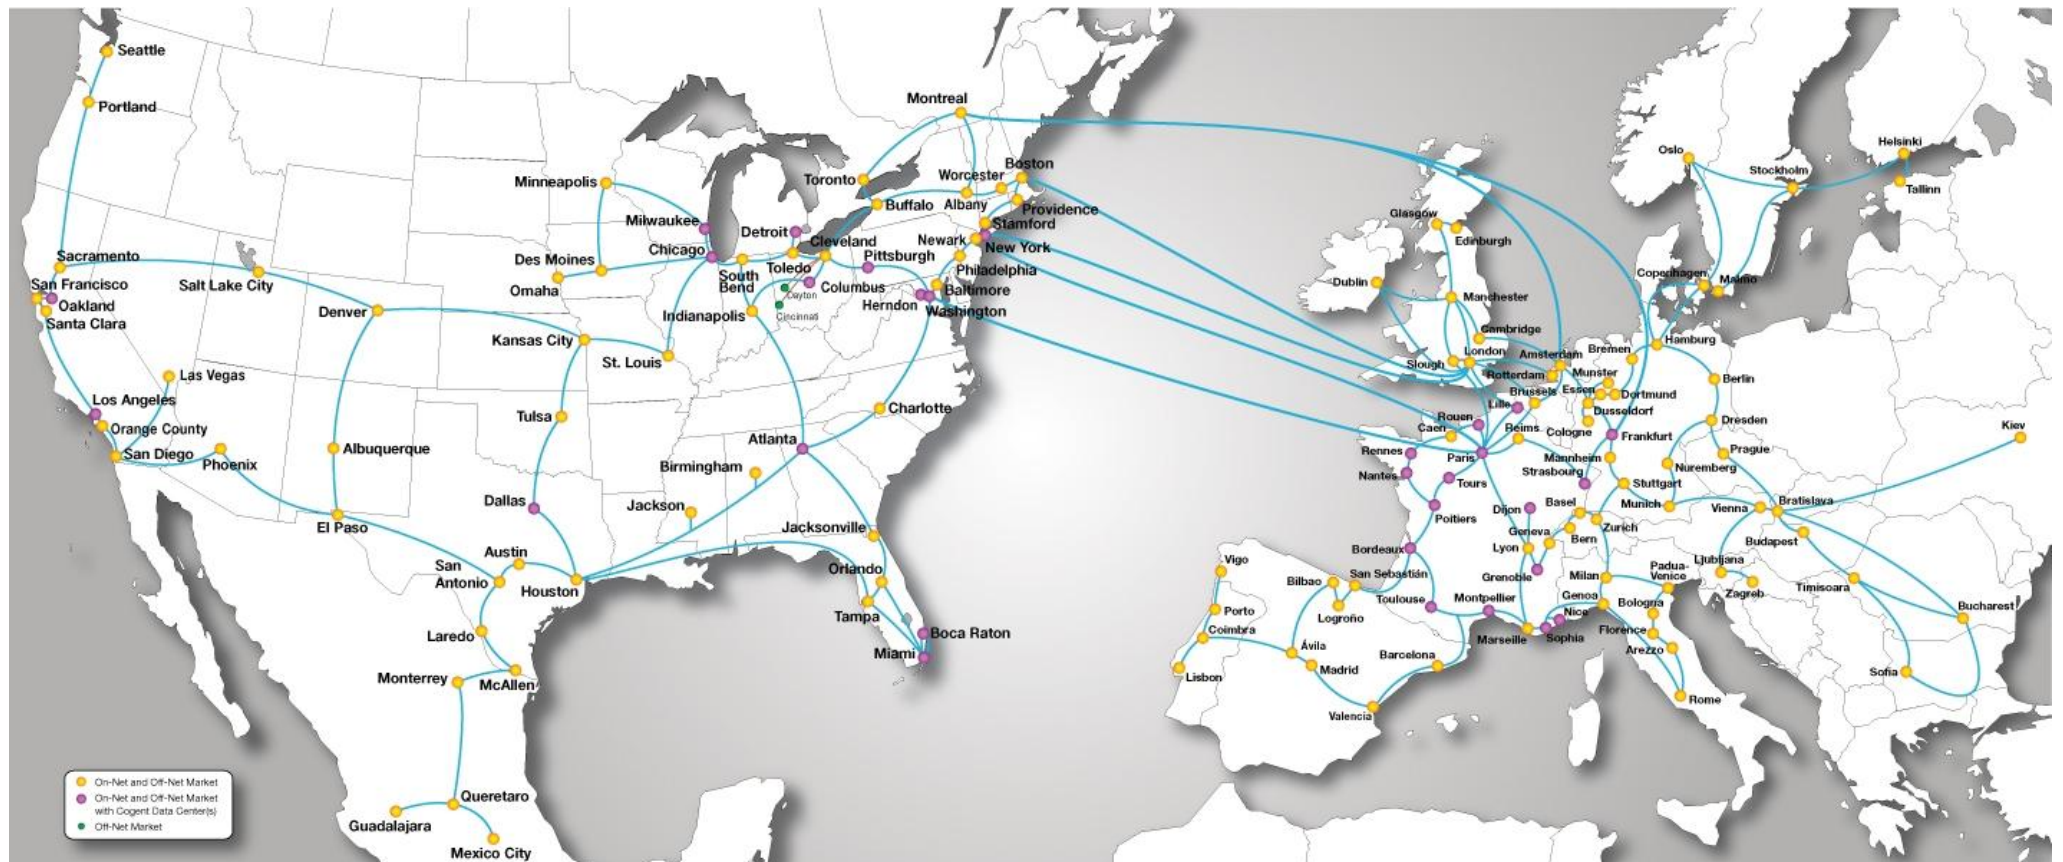 Seattle
Portland
Sacramento
San Francisco
Oakland
Santa Clara
Salt Lake City
Denver
Las Vegas
Los Angeles
Orange County
San Diego
Phoenix
Albuquerque
El Paso
Minneapolis
Milwaukee
Chicago
Des Moines
Omaha
Kansas City
St. Louis
Tulsa
Dallas
Austin
San
Antonio
Houston
Laredo
McAllen
Monterrey
Queretaro
Guadalajara
Mexico City
Detroit
South
Bend
Toledo
Cleveland
Pittsburgh
Columbus
Dayton
Cincinnati
Indianapolis
Atlanta
Birmingham
Jackson
Charlotte
Jacksonville
Orlando
Tampa
Boca Raton
Miami
Montreal
Toronto
Buffalo
Albany
Worcester
Boston
Providence
Stamford
Newark
New York
Philadelphia
Baltimore
Herndon
Washington
Glasgow
Edinburgh
Dublin
Manchester
Cambridge
London
Slough
Oslo
Stockholm
Helsinki
Tallinn
Copenhagen
Malmo
Hamburg
Bremen
Amsterdam
Rotterdam
Munster
Essen
Dortmund
Dusseldorf
Cologne
Brussels
Lille
Rouen
Caen
Reims
Paris
Rennes
Nantes
Tours
Poitiers
Bordeaux
Toulouse
Montpellier
Marseille
Sophia
Nice
Dijon
Lyon
Grenoble
Geneva
Bern
Basel
Zurich
Strasbourg
Mannheim
Frankfurt
Stuttgart
Munich
Nuremberg
Berlin
Dresden
Prague
Vienna
Bratislava
Budapest
Kiev
Ljubljana
Zagreb
Timisoara
Bucharest
Sofia
Milan
Padua-
Venice
Genoa
Bologna
Florence
Arezzo
Rome
Vigo
Porto
Coimbra
Lisbon
Bilbao
San Sebastián
Logroño
Ávila
Madrid
Valencia
Barcelona
On-Net and Off-Net Market
On-Net and Off-Net Market
with Cogent Data Center(s)
Off-Net Market